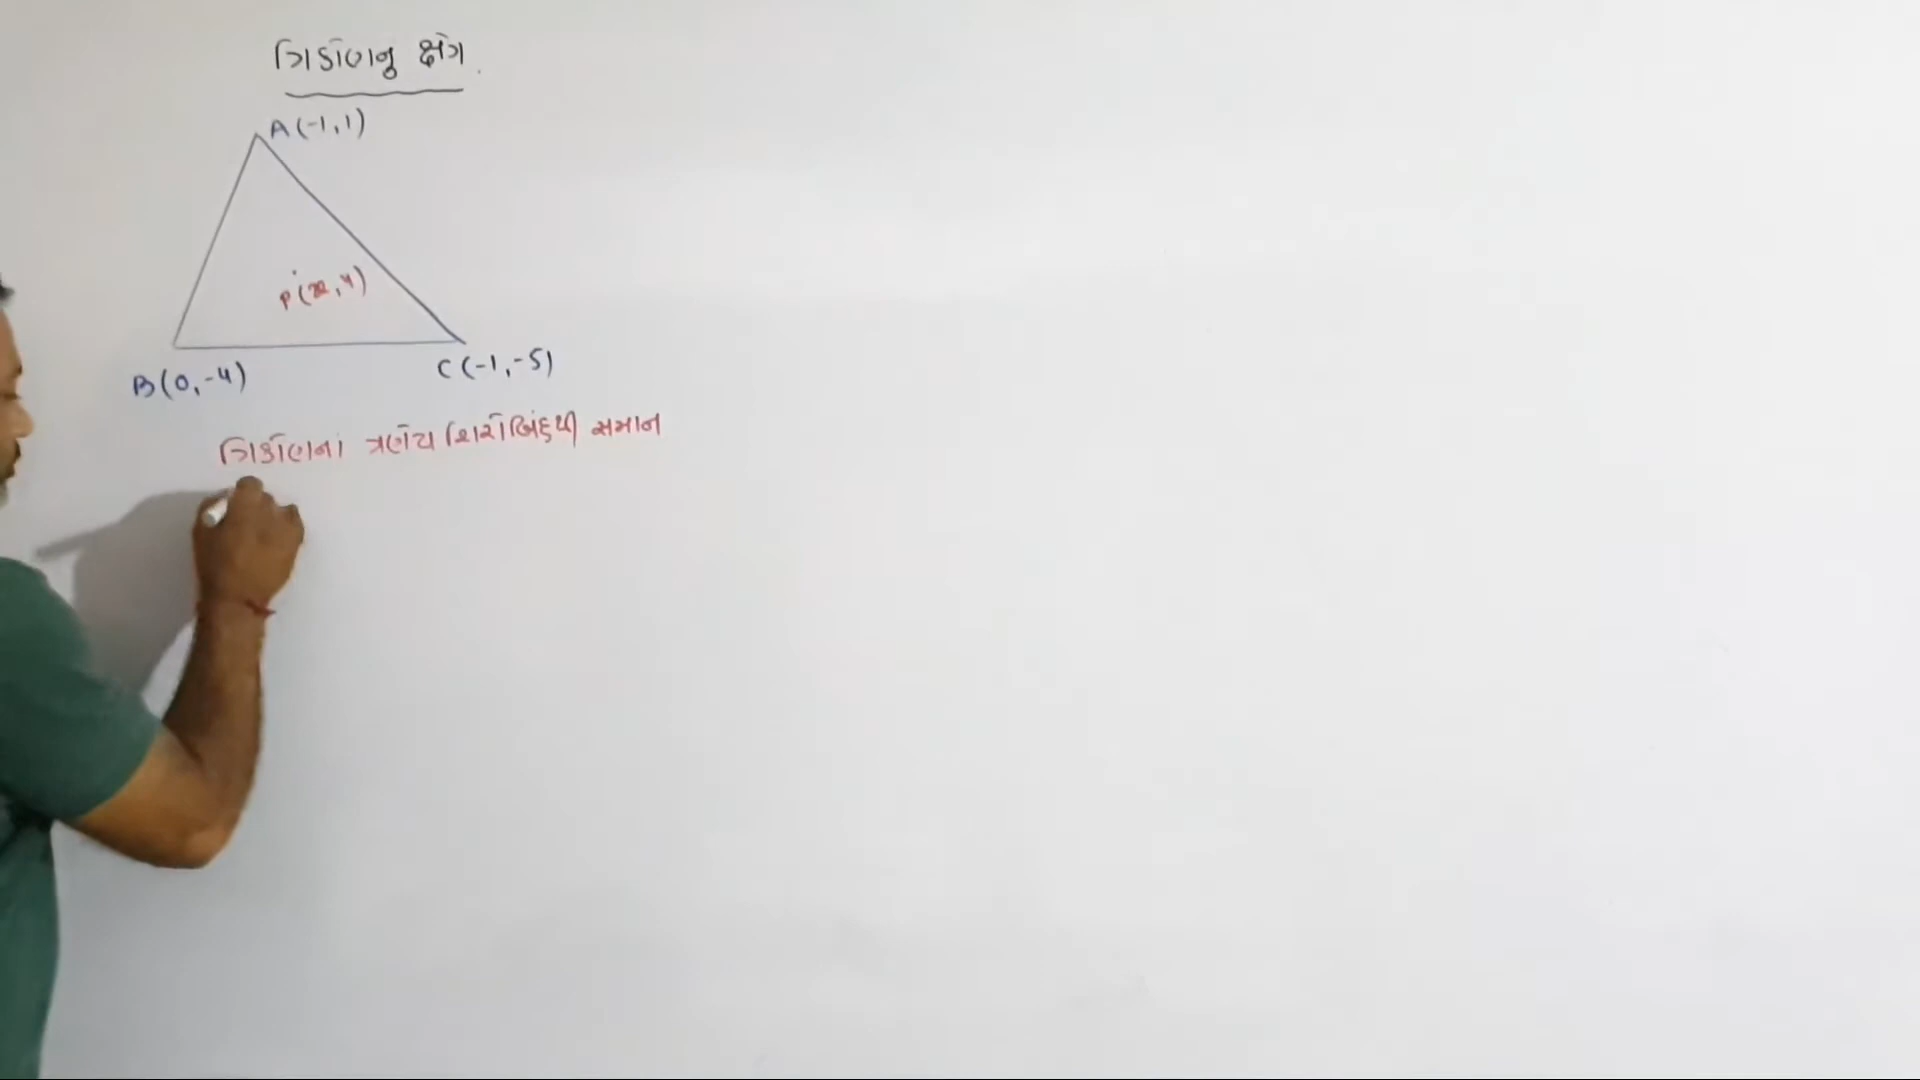 ત્રિકોણનુ ક્ષેત્ર.
A(-1,1)
P(x,y)
B(0,-4)
C(-1,-5)
ત્રિકોણનાં ત્રણેય શિરોબિંદુથી સમાન